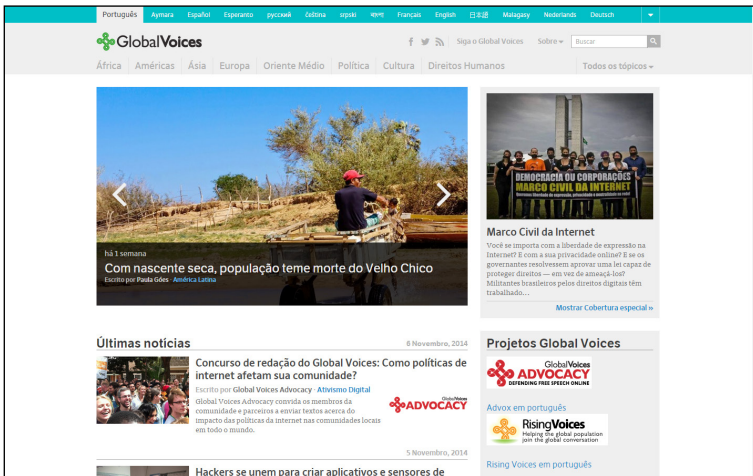 Português Aymara Español Esperanto русский čeština srpski বাংলা Français English 日本語 Malagasy Nederlands Deutsch
GlobalVoices
Siga o Global Voices Sobre Buscar
África Américas Ásia Europa Oriente Médio Política Cultura Direitos Humanos Todos os tópicos
há 1 semana
Com nascente seca, população teme morte do Velho Chico
Escrito por Paula Góes · América Latina
DEMOCRACIA OU CORPORAÇÕES
MARCO CIVIL DA INTERNET
Marco Civil da Internet
Você se importa com a liberdade de expressão na
Internet? E com a sua privacidade online? E se os
governantes resolvessem aprovar uma lei capaz de
proteger direitos — em vez de ameaçá-los?
Militantes brasileiros pelos direitos digitais têm
trabalhado...
Mostrar Cobertura especial »
Últimas notícias
6 Novembro, 2014
Concurso de redação do Global Voices: Como políticas de
internet afetam sua comunidade?
Escrito por Global Voices Advocacy · Ativismo Digital
Global Voices Advocacy convida os membros da
comunidade e parceiros a enviar textos acerca do
impacto das políticas da internet nas comunidades locais
em todo o mundo.
GlobalVoices
ADVOCACY
5 Novembro, 2014
Hackers se unem para criar aplicativos e sensores de
Projetos Global Voices
GlobalVoices
ADVOCACY
DEFENDING FREE SPEECH ONLINE
Advox em português
RisingVoices
Helping the global population
join the global conversation
Rising Voices em português